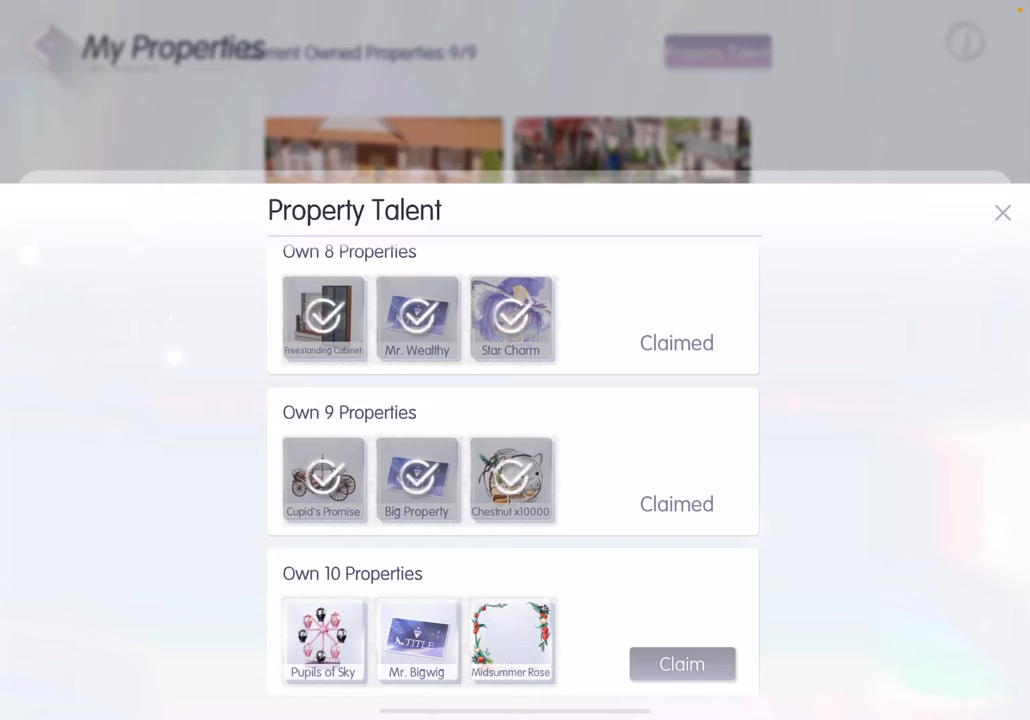 My Properties
rent Owned Properties:9/9
Property Talent
Property Talent
Own 8 Properties
Freestanding Cabinet
Mr. Wealthy
Star Charm
Claimed
Own 9 Properties
Cupid's Promise
Big Property
Chestnut x10000
Claimed
Own 10 Properties
TITLE
Pupils of Sky
Mr. Bigwig
Midsummer Rose
Claim